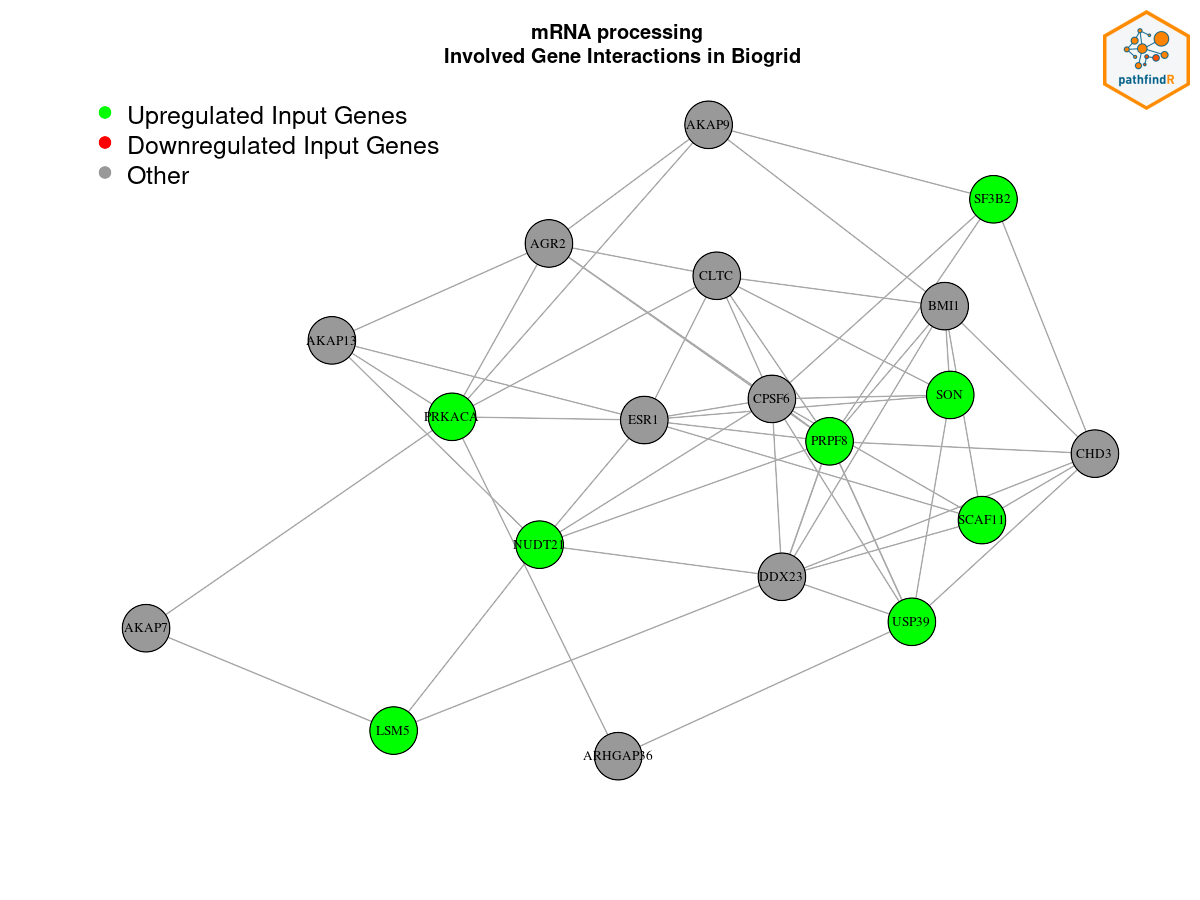 mRNA processing
Involved Gene Interactions in Biogrid
pathfindR
Upregulated Input Genes
Downregulated Input Genes
Other
AKAP9
SF3B2
AGR2
CLTC
BMI1
AKAP13
PRKACA
ESR1
CPSF6
SON
PRPF8
CHD3
SCAF11
NUDT21
DDX23
USP39
AKAP7
LSM5
ARHGAP36